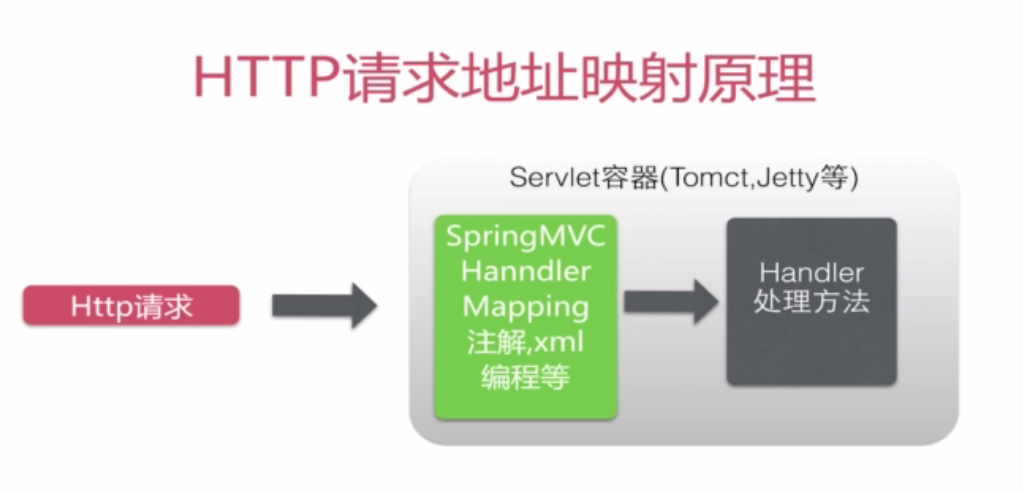 HTTP请求地址映射原理
Servlet容器(Tomct,Jetty等)
Http请求
SpringMVC
Hanndler
Mapping
注解,xml
编程等
Handler
处理方法